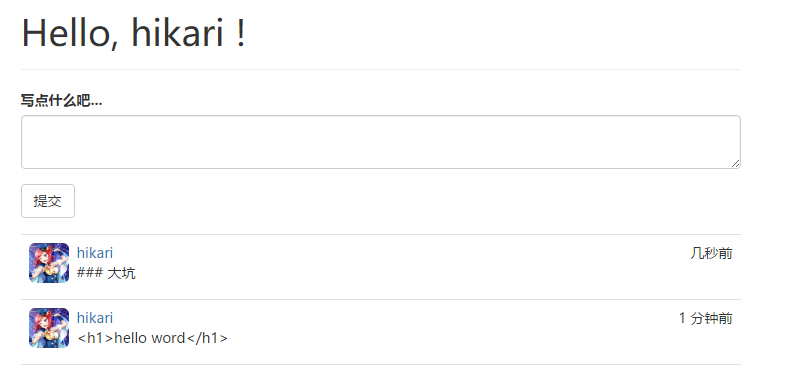 Hello, hikari !
写点什么吧...
提交
hikari 几秒前
### 大坑
hikari 1 分钟前
<h1>hello word</h1>